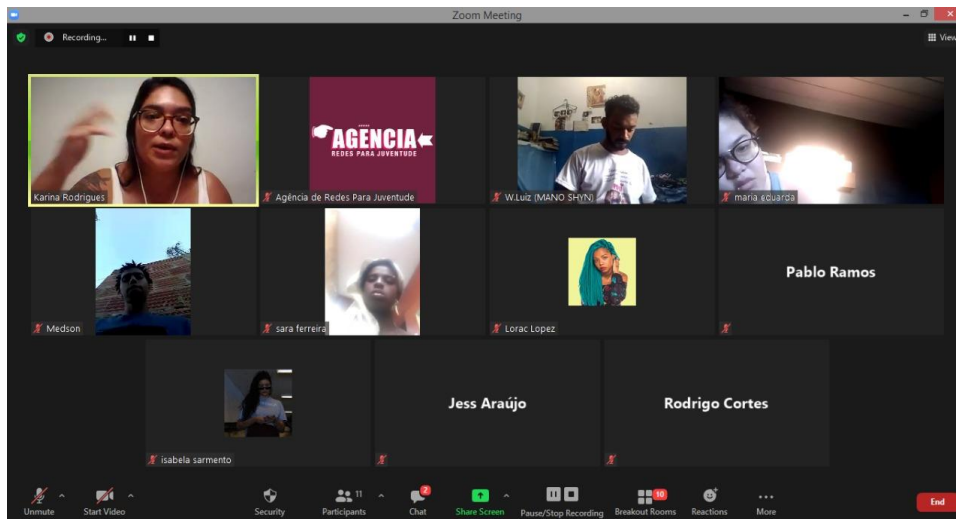 Zoom Meeting
Recording...
View
Karina Rodrigues
AGÊNCIA
REDES PARA JUVENTUDE
Agência de Redes Para Juventude
W.Luiz (MANO SHYN)
maria eduarda
Medson
sara ferreira
Lorac Lopez
Pablo Ramos
isabela sarmento
Jess Araújo
Rodrigo Cortes
Unmute
Start Video
Security
11
Participants
2
Chat
Share Screen
Pause/Stop Recording
10
Breakout Rooms
Reactions
More
End